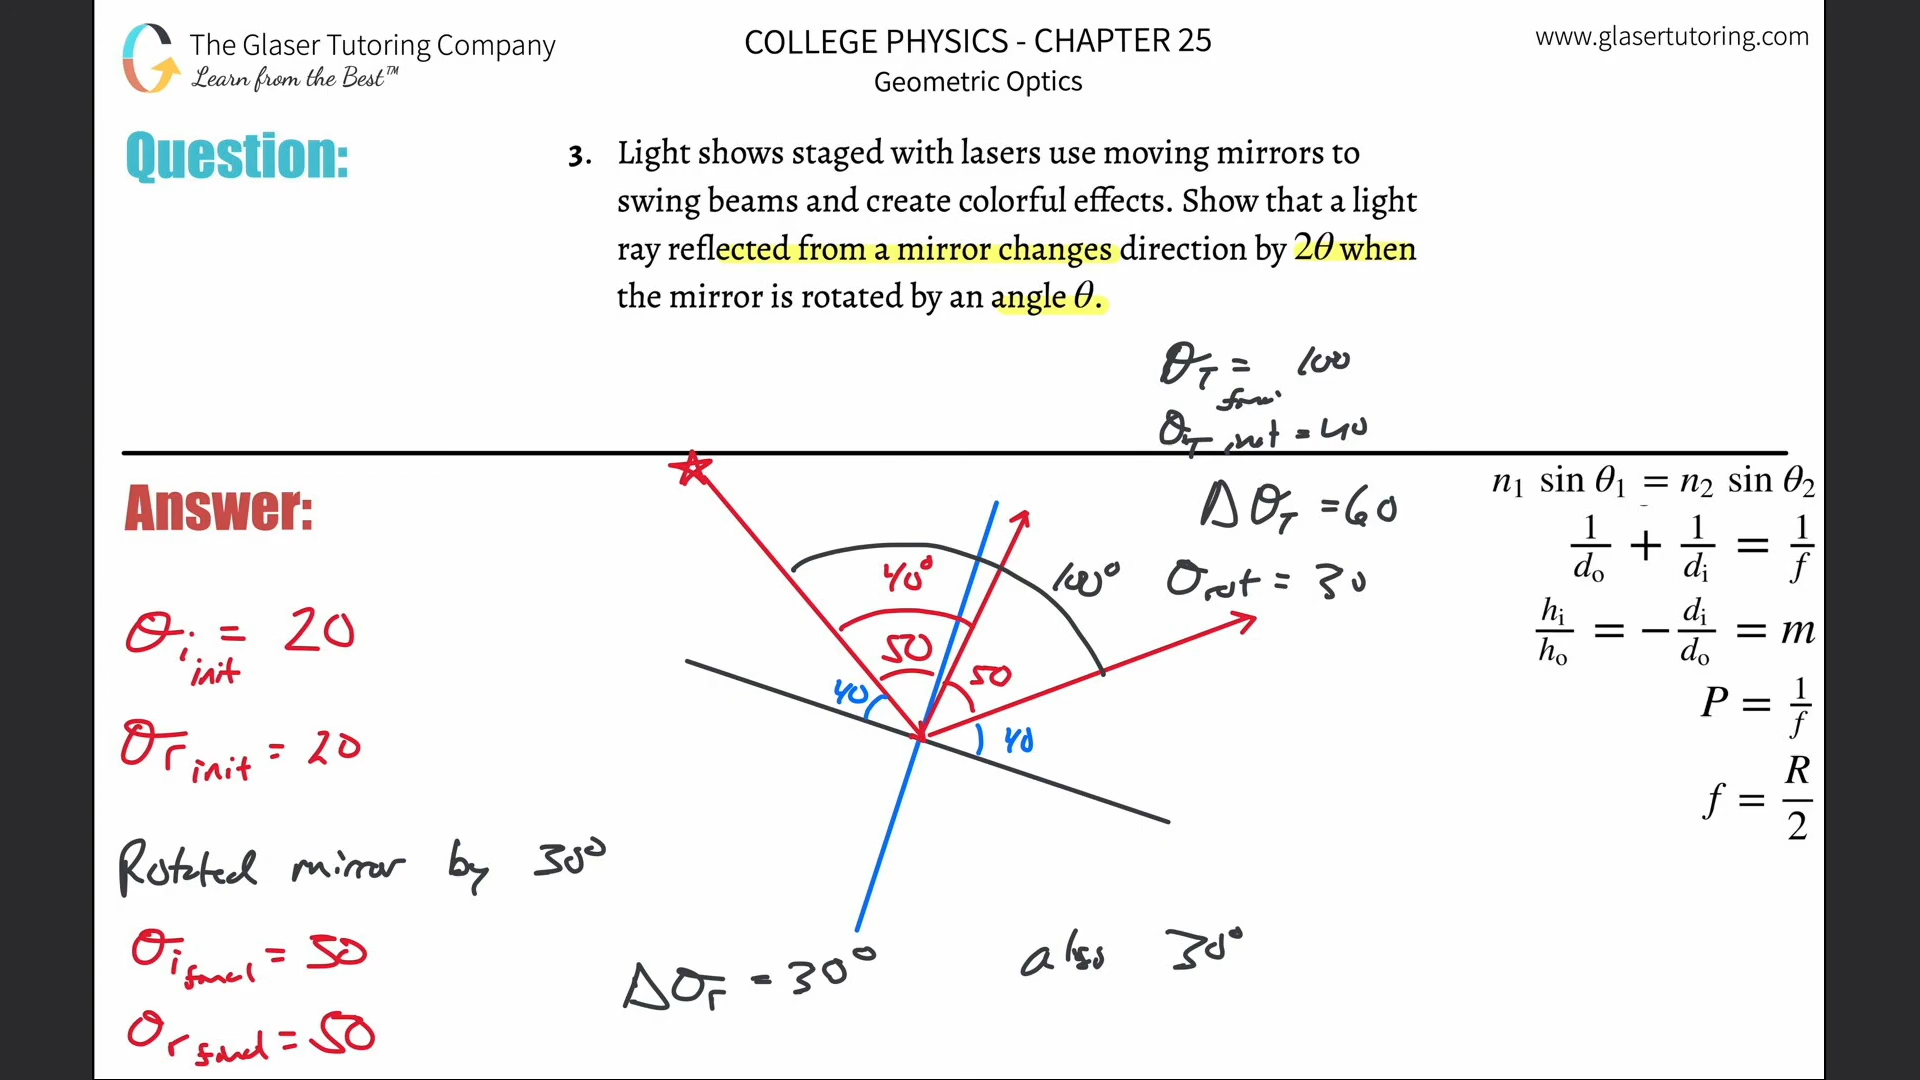 The Glaser Tutoring Company
Learn from the Best™
COLLEGE PHYSICS - CHAPTER 25
Geometric Optics
www.glasertutoring.com
Question:
3. Light shows staged with lasers use moving mirrors to
swing beams and create colorful effects. Show that a light
ray reflected from a mirror changes direction by 2θ when
the mirror is rotated by an angle θ.
θT = 100
θiT init = 40
Answer:
ΔθT = 60
θrot = 30
n₁ sin θ₁ = n₂ sin θ₂
1/dₒ + 1/dᵢ = 1/f
hᵢ/hₒ = −dᵢ/dₒ = m
P = 1/f
f = R/2
40°
100°
50
50
40
40
θi init = 20
θr init = 20
Rotated mirror by 30°
θi final = 50
θr final = 50
Δθr = 30°
also 30°